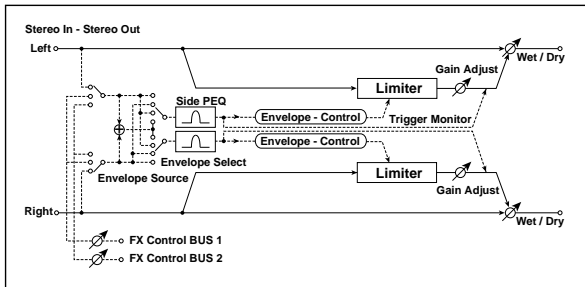 Stereo In - Stereo Out
Left
Wet / Dry
Gain Adjust
Limiter
Side PEQ
Envelope - Control
Trigger Monitor
Envelope - Control
Envelope Select
Envelope Source
Limiter
Gain Adjust
Right
Wet / Dry
FX Control BUS 1
FX Control BUS 2